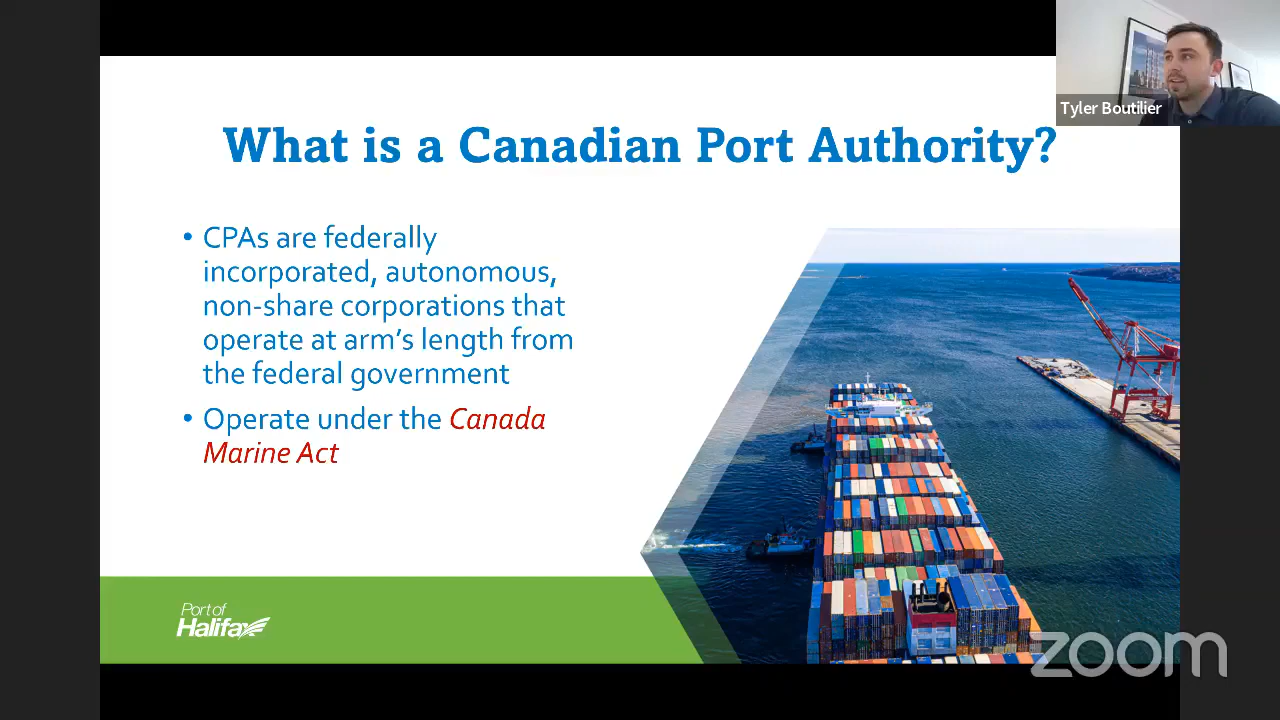 Tyler Boutilier
What is a Canadian Port Authority?
• CPAs are federally
incorporated, autonomous,
non-share corporations that
operate at arm's length from
the federal government
• Operate under the Canada
Marine Act
Port of
Halifax
zoom